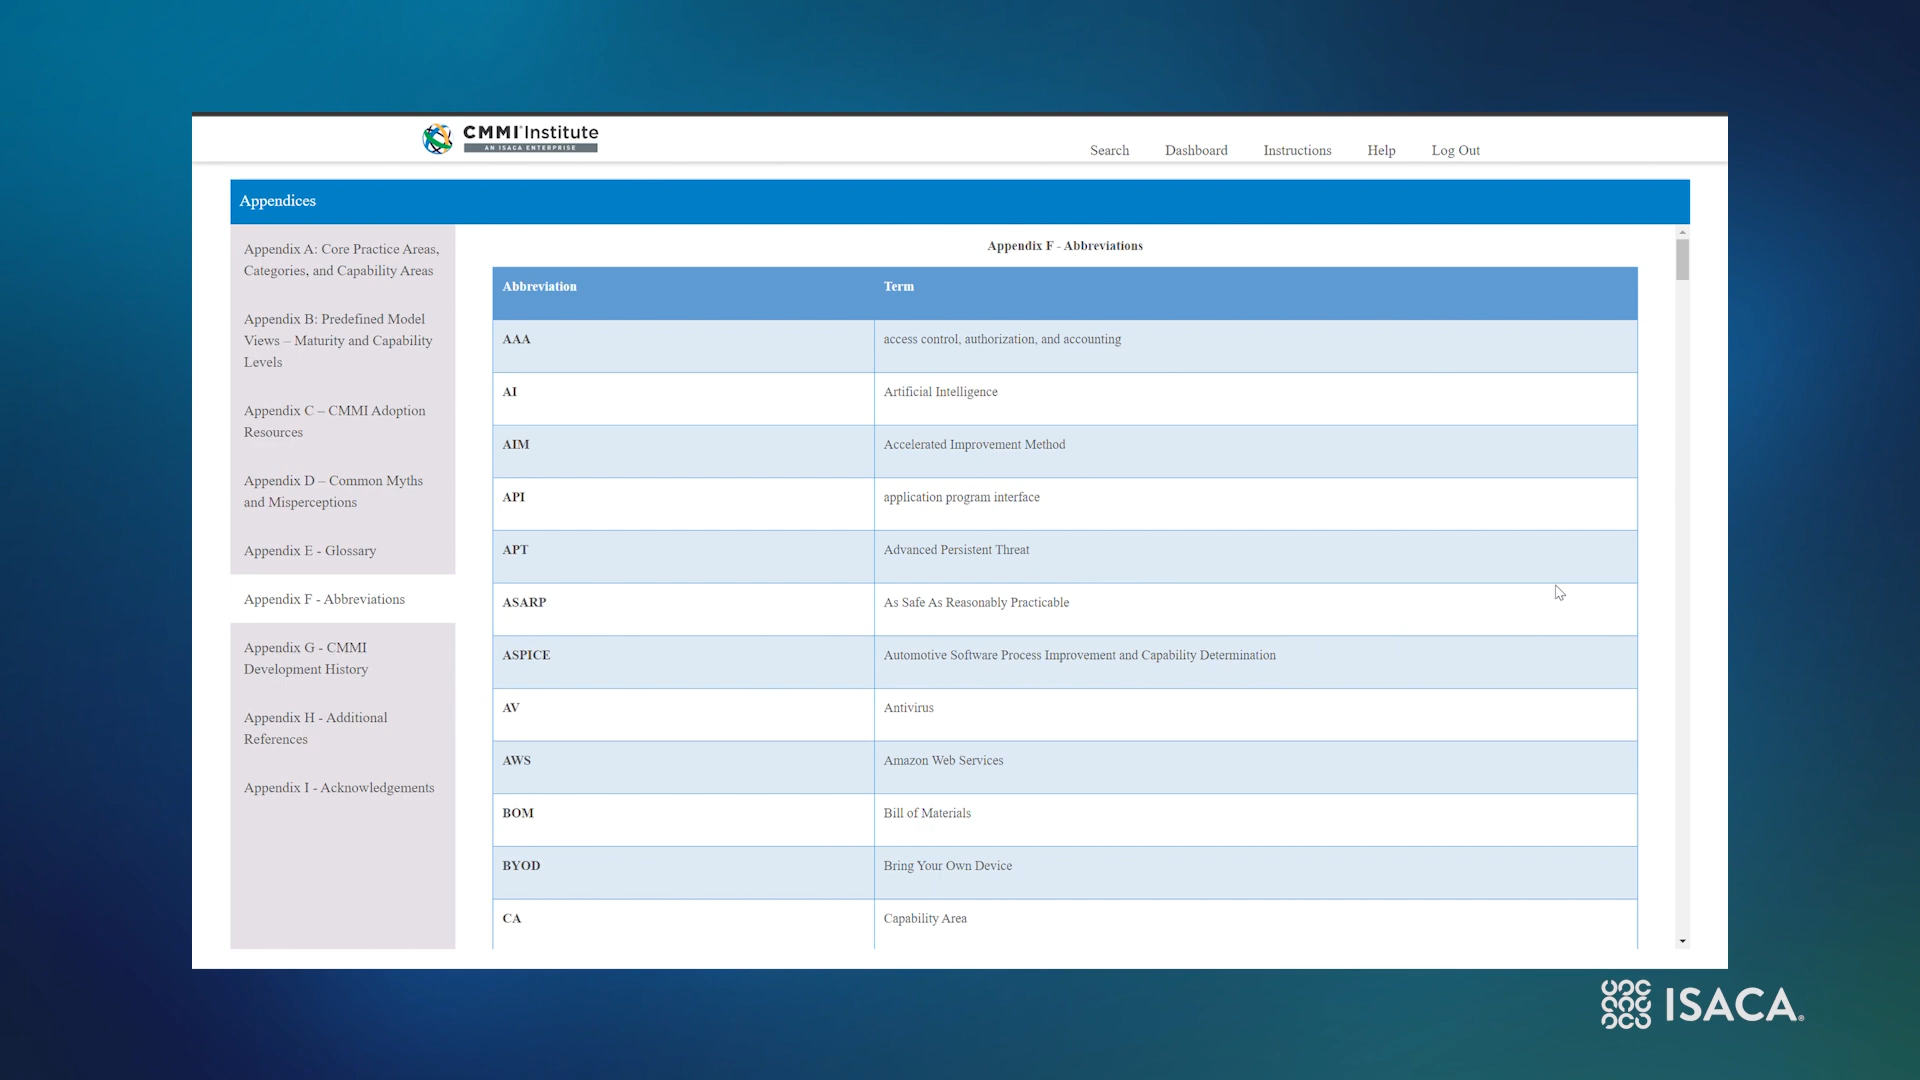 CMMI Institute
AN ISACA ENTERPRISE
Search Dashboard Instructions Help Log Out
Appendices
Appendix A: Core Practice Areas,
Categories, and Capability Areas
Appendix B: Predefined Model
Views – Maturity and Capability
Levels
Appendix C – CMMI Adoption
Resources
Appendix D – Common Myths
and Misperceptions
Appendix E - Glossary
Appendix F - Abbreviations
Appendix G - CMMI
Development History
Appendix H - Additional
References
Appendix I - Acknowledgements
Appendix F - Abbreviations
Abbreviation Term
AAA access control, authorization, and accounting
AI Artificial Intelligence
AIM Accelerated Improvement Method
API application program interface
APT Advanced Persistent Threat
ASARP As Safe As Reasonably Practicable
ASPICE Automotive Software Process Improvement and Capability Determination
AV Antivirus
AWS Amazon Web Services
BOM Bill of Materials
BYOD Bring Your Own Device
CA Capability Area
ISACA®